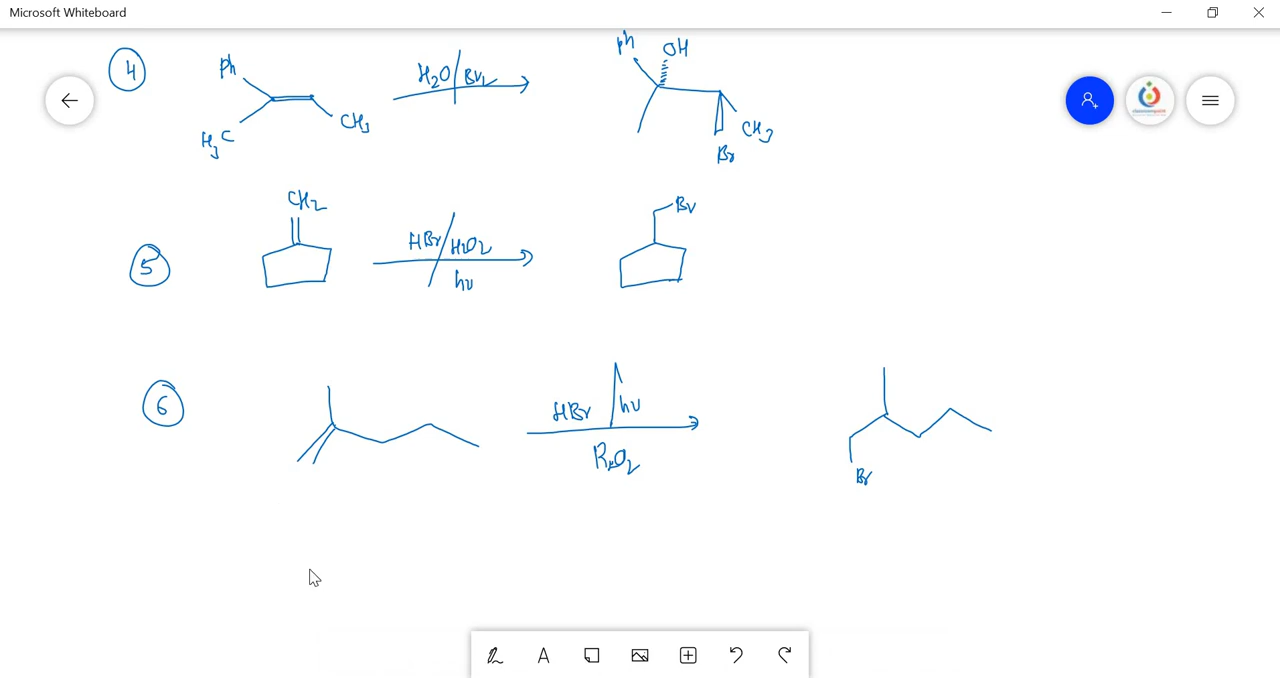 Microsoft Whiteboard
4 Ph H₃C CH₃ H₂O/Br₂ Ph OH CH₃ Br
5 CH₂ HBr/H₂O₂ hν Br
6 HBr hν R₂O₂ Br